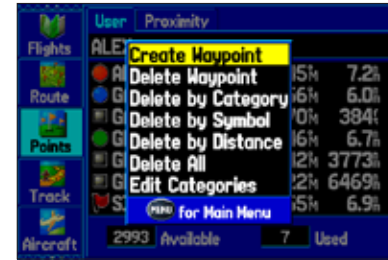 User Proximity
Flights
ALEX
Create Waypoint
Delete Waypoint
Delete by Category
Delete by Symbol
Delete by Distance
Delete All
Edit Categories
MENU for Main Menu
Route
Points
Track
Aircraft
7.2
6.0
384
6.7
3773
6469
6.9
2993 Available 7 Used